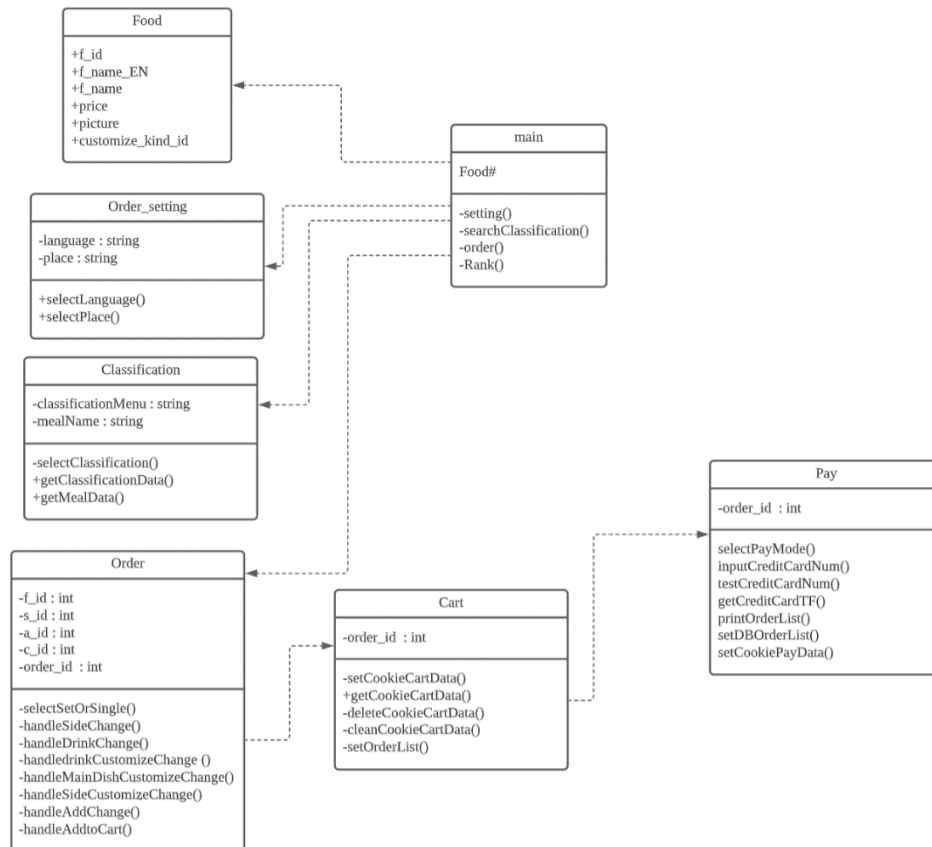 Food
+f_id
+f_name_EN
+f_name
+price
+picture
+customize_kind_id
main
Food#
-setting()
-searchClassification()
-order()
-Rank()
Order_setting
-language : string
-place : string
+selectLanguage()
+selectPlace()
Classification
-classificationMenu : string
-mealName : string
-selectClassification()
+getClassificationData()
+getMealData()
Order
-f_id : int
-s_id : int
-a_id : int
-c_id : int
-order_id : int
-selectSetOrSingle()
-handleSideChange()
-handleDrinkChange()
-handledrinkCustomizeChange ()
-handleMainDishCustomizeChange()
-handleSideCustomizeChange()
-handleAddChange()
-handleAddtoCart()
Cart
-order_id : int
-setCookieCartData()
+getCookieCartData()
-deleteCookieCartData()
-cleanCookieCartData()
-setOrderList()
Pay
-order_id : int
selectPayMode()
inputCreditCardNum()
testCreditCardNum()
getCreditCardTF()
printOrderList()
setDBOrderList()
setCookiePayData()